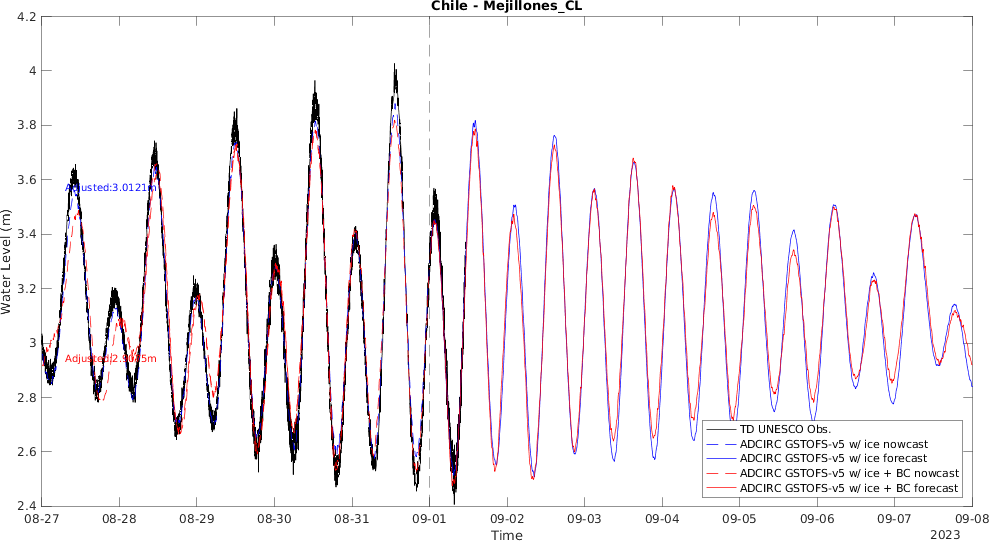 Chile - Mejillones_CL
4.2
4
3.8
3.6
3.4
3.2
3
2.8
2.6
2.4
Water Level (m)
Adjusted:3.0121m
TD UNESCO Obs.
ADCIRC GSTOFS-v5 w/ ice nowcast
ADCIRC GSTOFS-v5 w/ ice forecast
ADCIRC GSTOFS-v5 w/ ice + BC nowcast
ADCIRC GSTOFS-v5 w/ ice + BC forecast
08-27 08-28 08-29 08-30 08-31 09-01 09-02 09-03 09-04 09-05 09-06 09-07 09-08
Time
2023